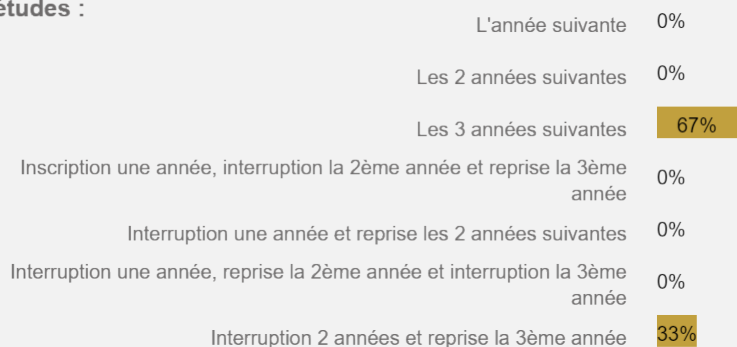 études :
L'année suivante 0%
Les 2 années suivantes 0%
Les 3 années suivantes 67%
Inscription une année, interruption la 2ème année et reprise la 3ème
année 0%
Interruption une année et reprise les 2 années suivantes 0%
Interruption une année, reprise la 2ème année et interruption la 3ème
année 0%
Interruption 2 années et reprise la 3ème année 33%